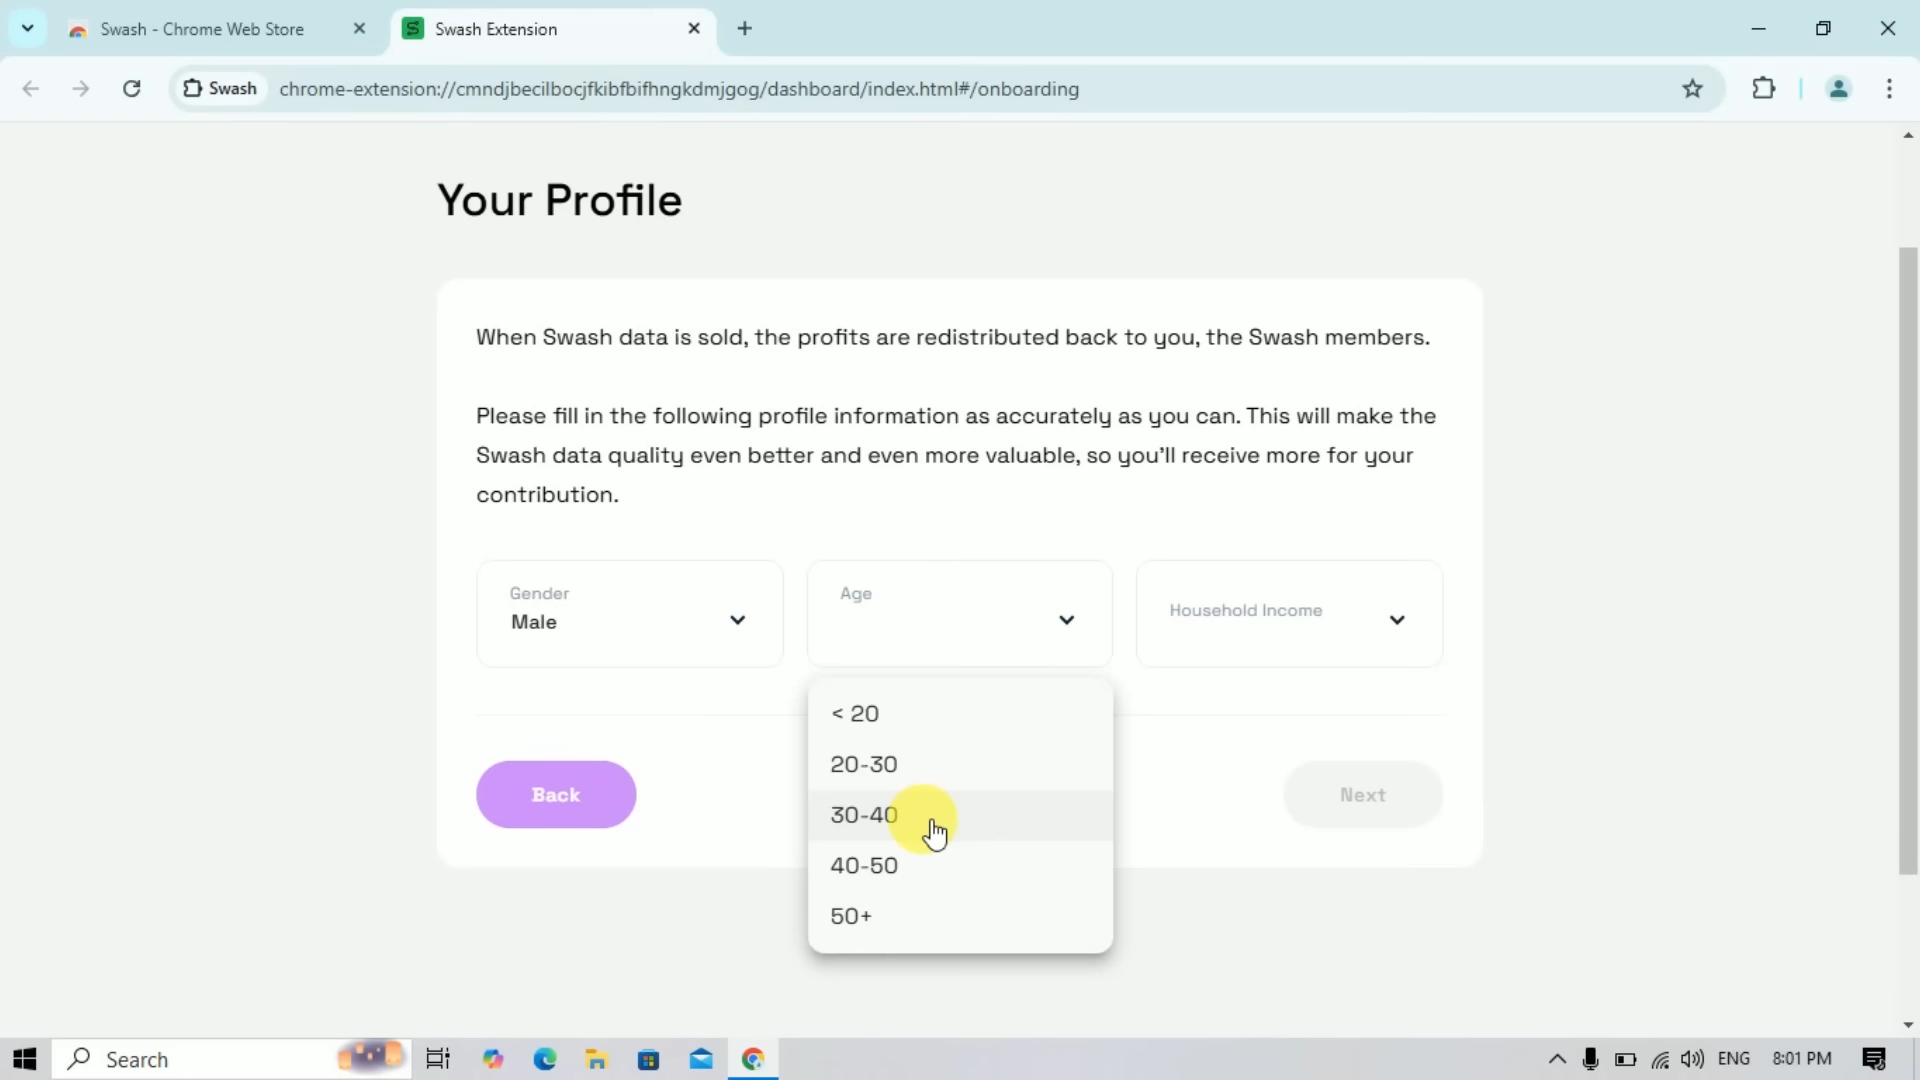 Swash - Chrome Web Store
Swash Extension
Swash
chrome-extension://cmndjbecilbocjfkibfbifhngkdmjgog/dashboard/index.html#/onboarding
Your Profile
When Swash data is sold, the profits are redistributed back to you, the Swash members.
Please fill in the following profile information as accurately as you can. This will make the
Swash data quality even better and even more valuable, so you'll receive more for your
contribution.
Gender
Male
Age
Household Income
< 20
20-30
30-40
40-50
50+
Back
Next
Search
ENG
8:01 PM